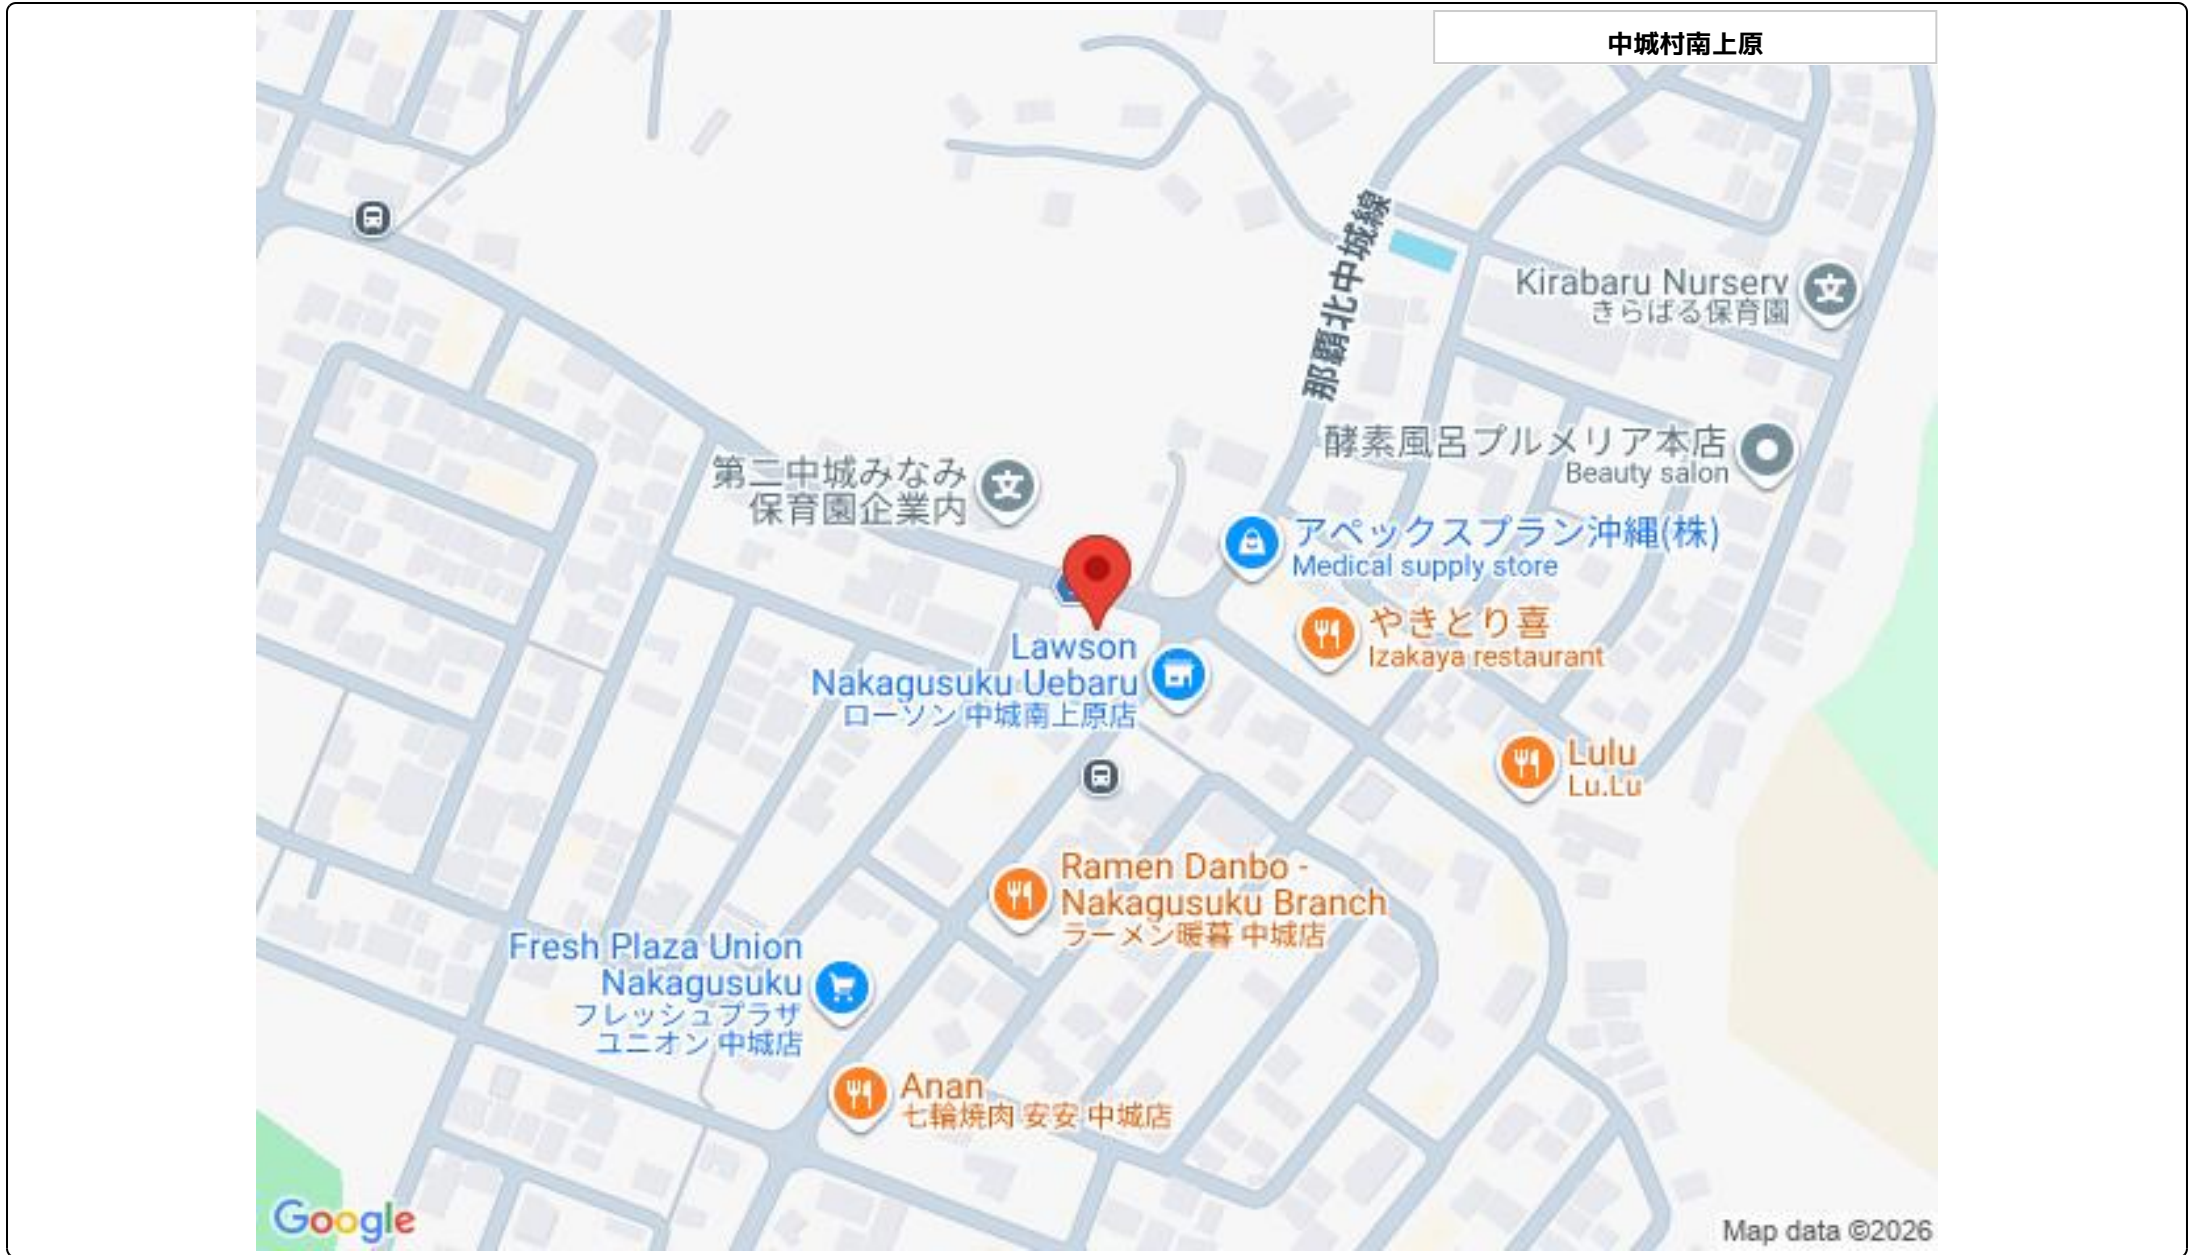 中城村南上原
那覇北中城線
Kirabaru Nurserv
きらばる保育園
酵素風呂プルメリア本店
Beauty salon
第二中城みなみ
保育園企業内
アペックスプラン沖縄(株)
Medical supply store
やきとり喜
Izakaya restaurant
Lawson
Nakagusuku Uebaru
ローソン 中城南上原店
Lulu
Lu.Lu
Ramen Danbo -
Nakagusuku Branch
ラーメン暖暮 中城店
Fresh Plaza Union
Nakagusuku
フレッシュプラザ
ユニオン 中城店
Anan
七輪焼肉 安安 中城店
Google
Map data ©2026